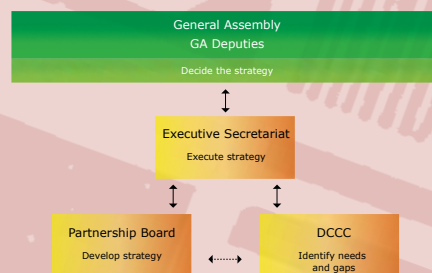 General Assembly
GA Deputies
Decide the strategy
Executive Secretariat
Execute strategy
Partnership Board
Develop strategy
DCCC
Identify needs
and gaps